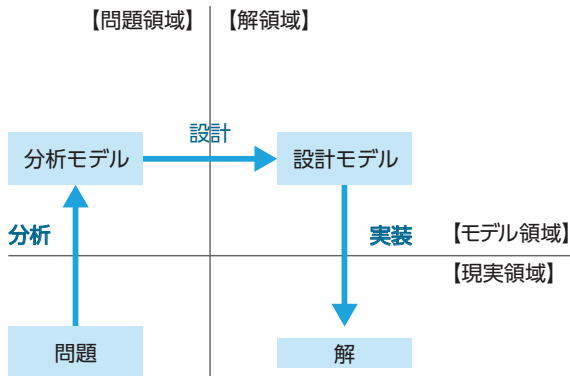 【問題領域】 【解領域】
設計
分析モデル
設計モデル
分析
実装
【モデル領域】
【現実領域】
問題
解